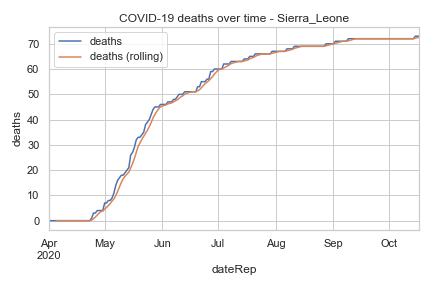 COVID-19 deaths over time - Sierra_Leone
deaths
deaths (rolling)
deaths
70
60
50
40
30
20
10
0
Apr May Jun Jul Aug Sep Oct
2020
dateRep